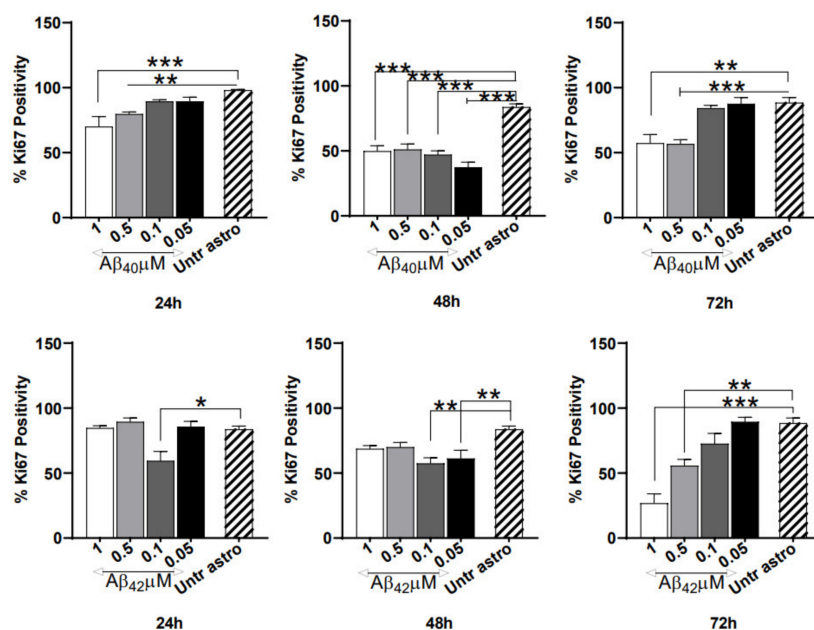 % Ki67 Positivity
150
100
50
0
***
**
1
0.5
0.1
0.05
Untr astro
Aβ40μM
24h
% Ki67 Positivity
150
100
50
0
***
***
***
***
1
0.5
0.1
0.05
Untr astro
Aβ40μM
48h
% Ki67 Positivity
150
100
50
0
**
***
1
0.5
0.1
0.05
Untr astro
Aβ40μM
72h
% Ki67 Positivity
150
100
50
0
*
1
0.5
0.1
0.05
Untr astro
Aβ42μM
24h
% Ki67 Positivity
150
100
50
0
**
**
1
0.5
0.1
0.05
Untr astro
Aβ42μM
48h
% Ki67 Positivity
150
100
50
0
**
***
1
0.5
0.1
0.05
Untr astro
Aβ42μM
72h